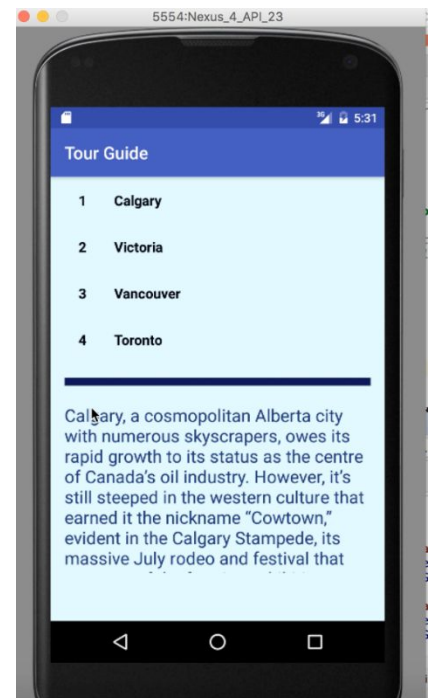 5554:Nexus_4_API_23
3G 5:31
Tour Guide
1 Calgary
2 Victoria
3 Vancouver
4 Toronto
Calgary, a cosmopolitan Alberta city
with numerous skyscrapers, owes its
rapid growth to its status as the centre
of Canada's oil industry. However, it's
still steeped in the western culture that
earned it the nickname “Cowtown,”
evident in the Calgary Stampede, its
massive July rodeo and festival that